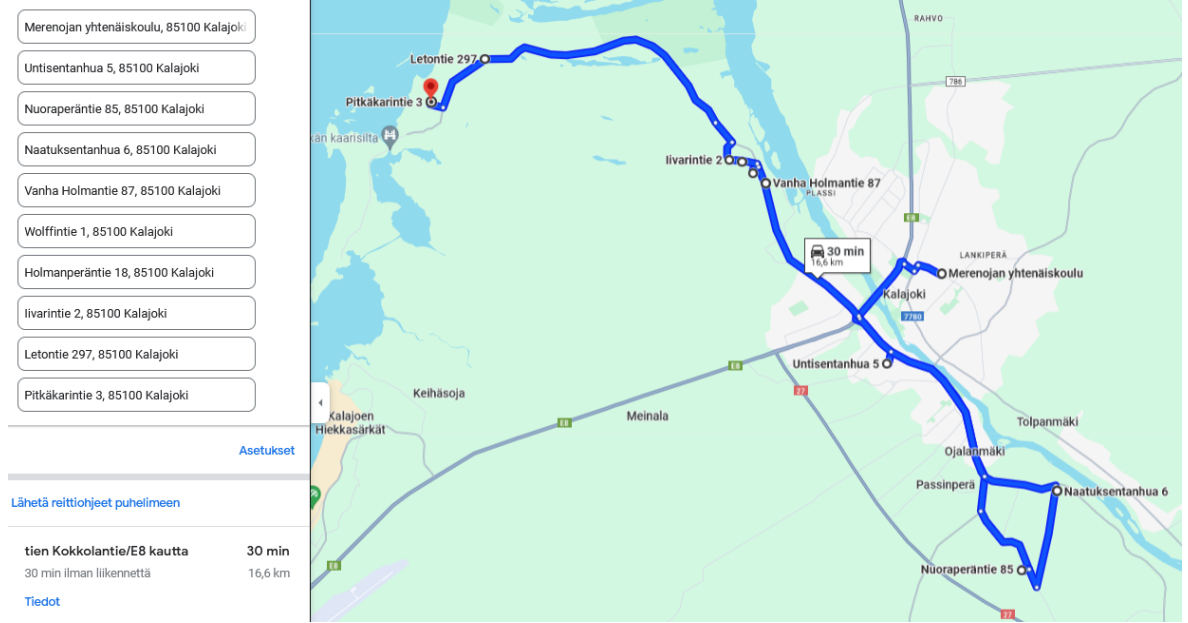 Merenojan yhtenäiskoulu, 85100 Kalajoki
Untisentanhua 5, 85100 Kalajoki
Nuoraperäntie 85, 85100 Kalajoki
Naatuksentanhua 6, 85100 Kalajoki
Vanha Holmantie 87, 85100 Kalajoki
Wolffintie 1, 85100 Kalajoki
Holmanperäntie 18, 85100 Kalajoki
Iivarintie 2, 85100 Kalajoki
Letontie 297, 85100 Kalajoki
Pitkäkarintie 3, 85100 Kalajoki
Asetukset
Lähetä reittiohjeet puhelimeen
tien Kokkolantie/E8 kautta 30 min
30 min ilman liikennettä 16,6 km
Tiedot
RAHVO
Letontie 297
786
Pitkäkarintie 3
kän kaarisilta
Iivarintie 2
Vanha Holmantie 87
PLASSI
E8
30 min
16,6 km
LANKIPERÄ
Merenojan yhtenäiskoulu
Kalajoki
7780
Untisentanhua 5
E8
27
Keihäsoja
Meinala
E8
Kalajoen
Hiekkasärkät
Tolpanmäki
Ojalanmäki
Passinperä
Naatuksentanhua 6
E8
Nuoraperäntie 85
27